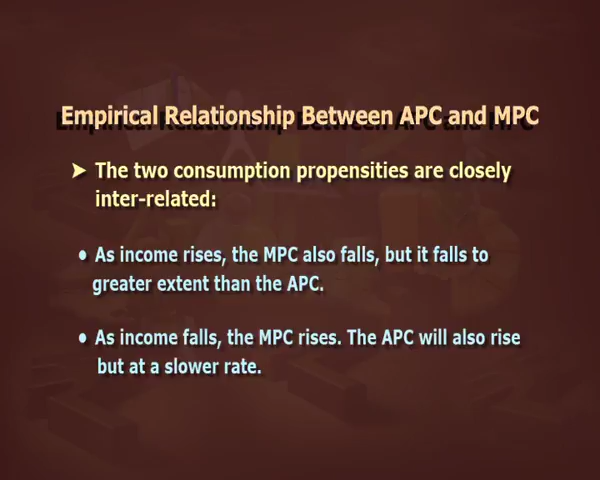 Empirical Relationship Between APC and MPC
➤ The two consumption propensities are closely
inter-related:
• As income rises, the MPC also falls, but it falls to
greater extent than the APC.
• As income falls, the MPC rises. The APC will also rise
but at a slower rate.